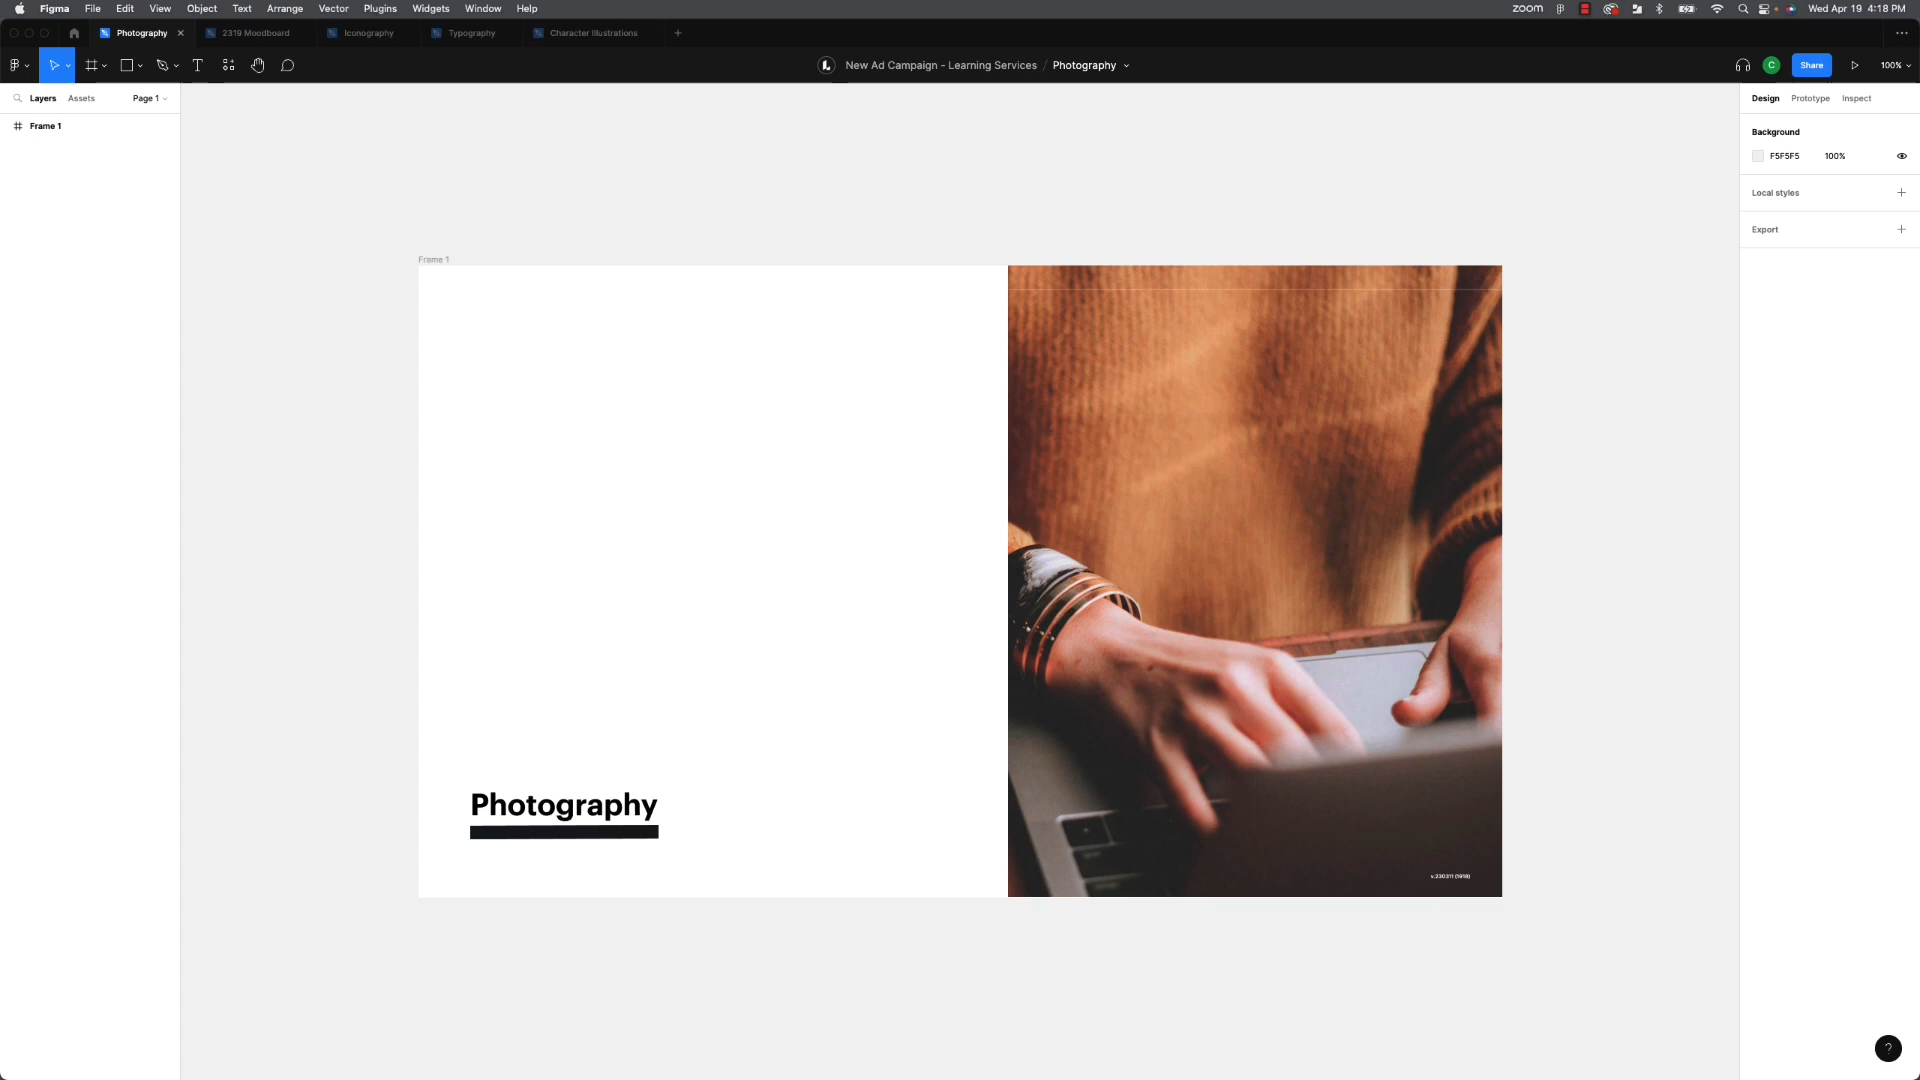 Figma File Edit View Object Text Arrange Vector Plugins Widgets Window Help
zoom
Wed Apr 19 4:18 PM
Photography
2319 Moodboard
Iconography
Typography
Character Illustrations
New Ad Campaign - Learning Services / Photography
C
Share
100%
Layers Assets
Page 1
Frame 1
Design Prototype Inspect
Background
F5F5F5 100%
Local styles
Export
Frame 1
Photography
v.230311 (1918)
?